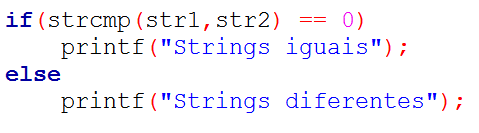 if(strcmp(str1,str2) == 0)
    printf("Strings iguais");
else
    printf("Strings diferentes");